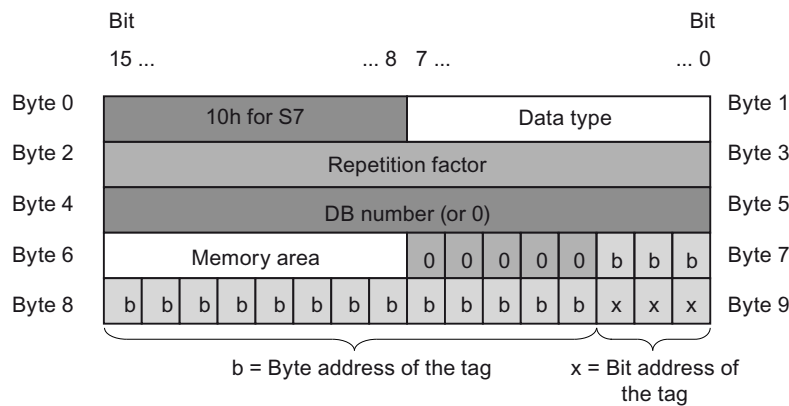 Bit Bit
15 ... ... 8 7 ... ... 0
Byte 0 10h for S7 Data type Byte 1
Byte 2 Repetition factor Byte 3
Byte 4 DB number (or 0) Byte 5
Byte 6 Memory area 0 0 0 0 0 b b b Byte 7
Byte 8 b b b b b b b b b b b b b x x x Byte 9
b = Byte address of the tag x = Bit address of
the tag